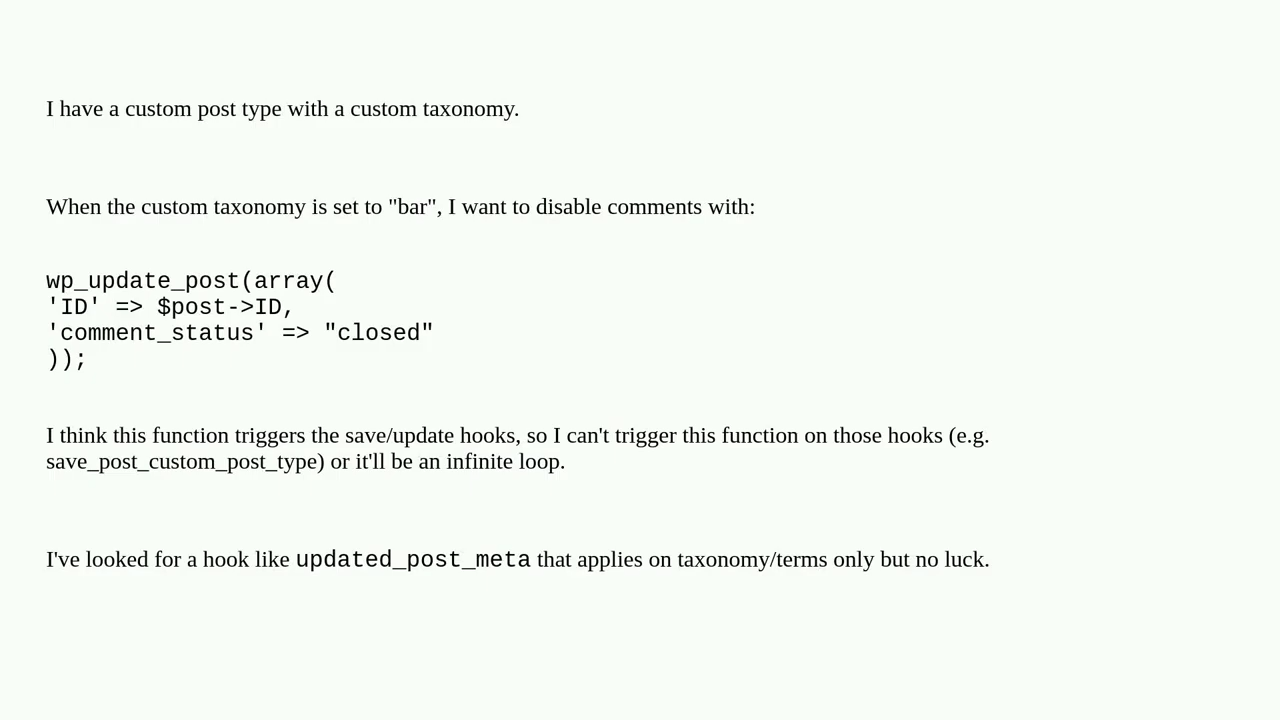 I have a custom post type with a custom taxonomy.
When the custom taxonomy is set to "bar", I want to disable comments with:
wp_update_post(array(
'ID' => $post->ID,
'comment_status' => "closed"
));
I think this function triggers the save/update hooks, so I can't trigger this function on those hooks (e.g.
save_post_custom_post_type) or it'll be an infinite loop.
I've looked for a hook like updated_post_meta that applies on taxonomy/terms only but no luck.